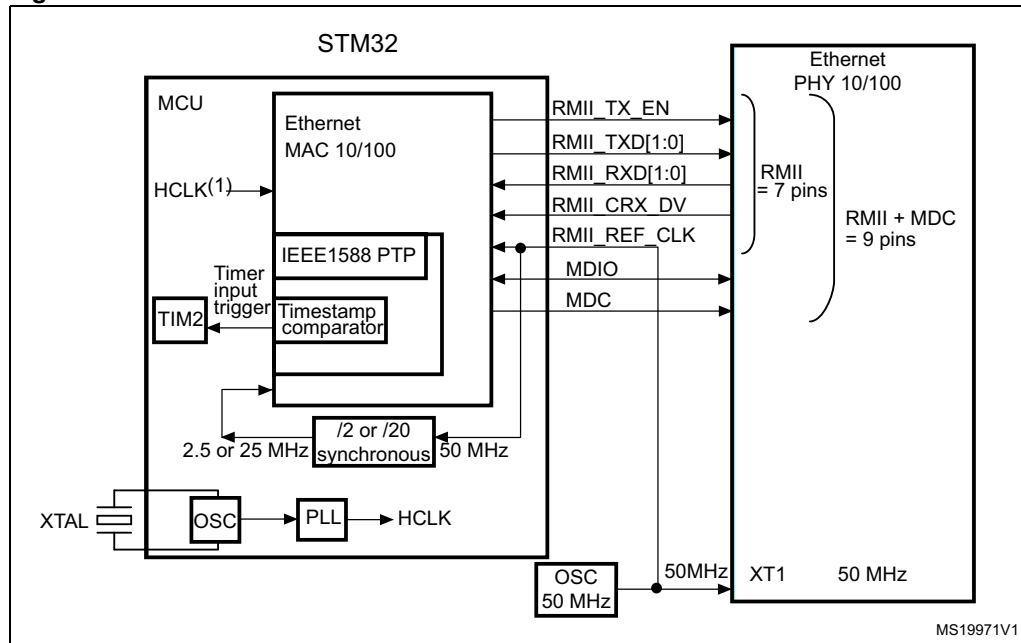 STM32
MCU
Ethernet
MAC 10/100
HCLK(1)
IEEE1588 PTP
Timer
input
trigger
TIM2
Timestamp
comparator
2.5 or 25 MHz
/2 or /20
synchronous
50 MHz
XTAL
OSC
PLL
HCLK
RMII_TX_EN
RMII_TXD[1:0]
RMII_RXD[1:0]
RMII_CRX_DV
RMII_REF_CLK
MDIO
MDC
Ethernet
PHY 10/100
RMII
= 7 pins
RMII + MDC
= 9 pins
OSC
50 MHz
50MHz
XT1
50 MHz
MS19971V1